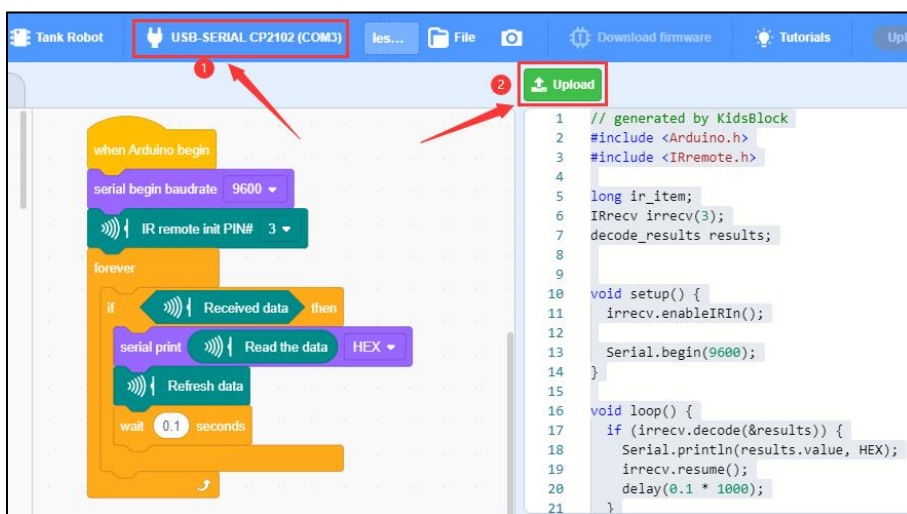 Tank Robot USB-SERIAL CP2102 (COM3) les... File Download firmware Tutorials Upl
1
2 Upload
when Arduino begin
serial begin baudrate 9600
IR remote init PIN# 3
forever
if Received data then
serial print Read the data HEX
Refresh data
wait 0.1 seconds
1 // generated by KidsBlock
2 #include <Arduino.h>
3 #include <IRremote.h>
4
5 long ir_item;
6 IRrecv irrecv(3);
7 decode_results results;
8
9
10 void setup() {
11 irrecv.enableIRIn();
12
13 Serial.begin(9600);
14 }
15
16 void loop() {
17 if (irrecv.decode(&results)) {
18 Serial.println(results.value, HEX);
19 irrecv.resume();
20 delay(0.1 * 1000);
21 }